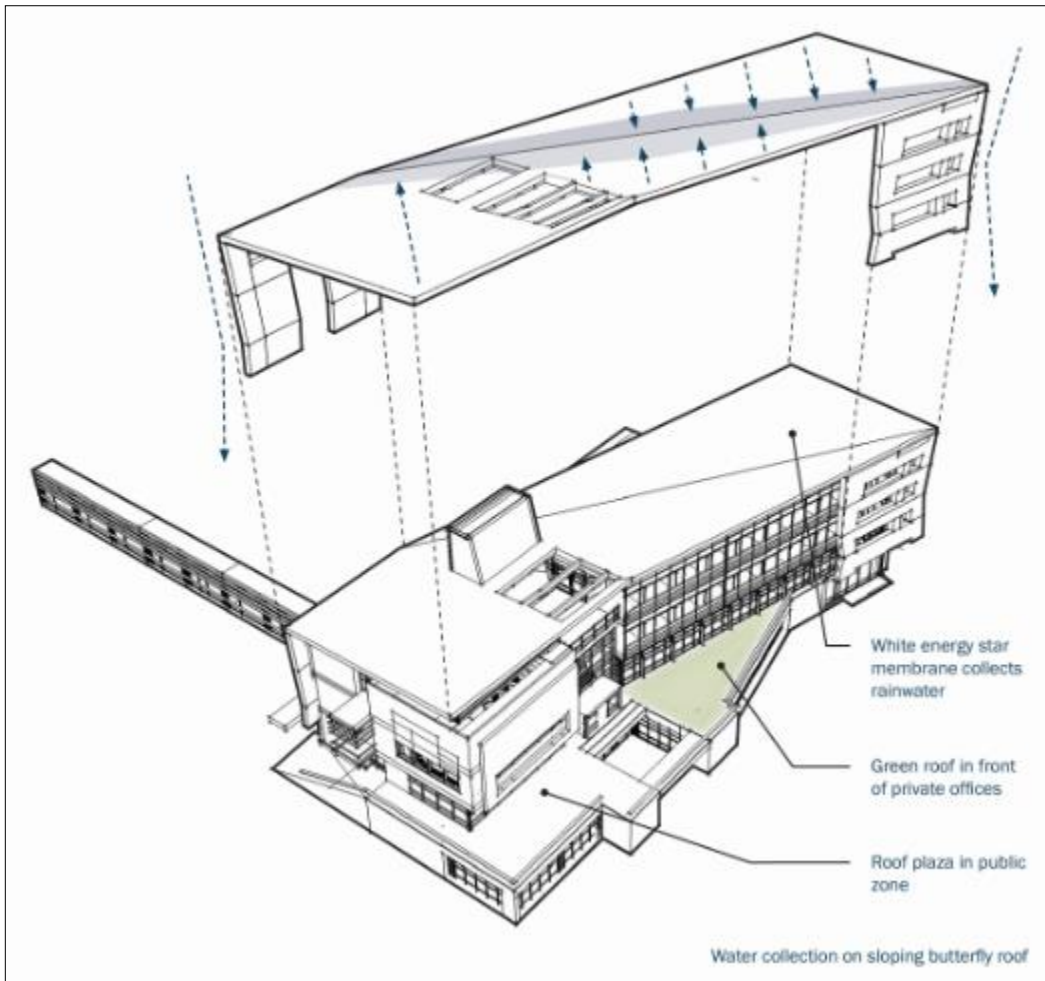 White energy star
membrane collects
rainwater
Green roof in front
of private offices
Roof plaza in public
zone
Water collection on sloping butterfly roof